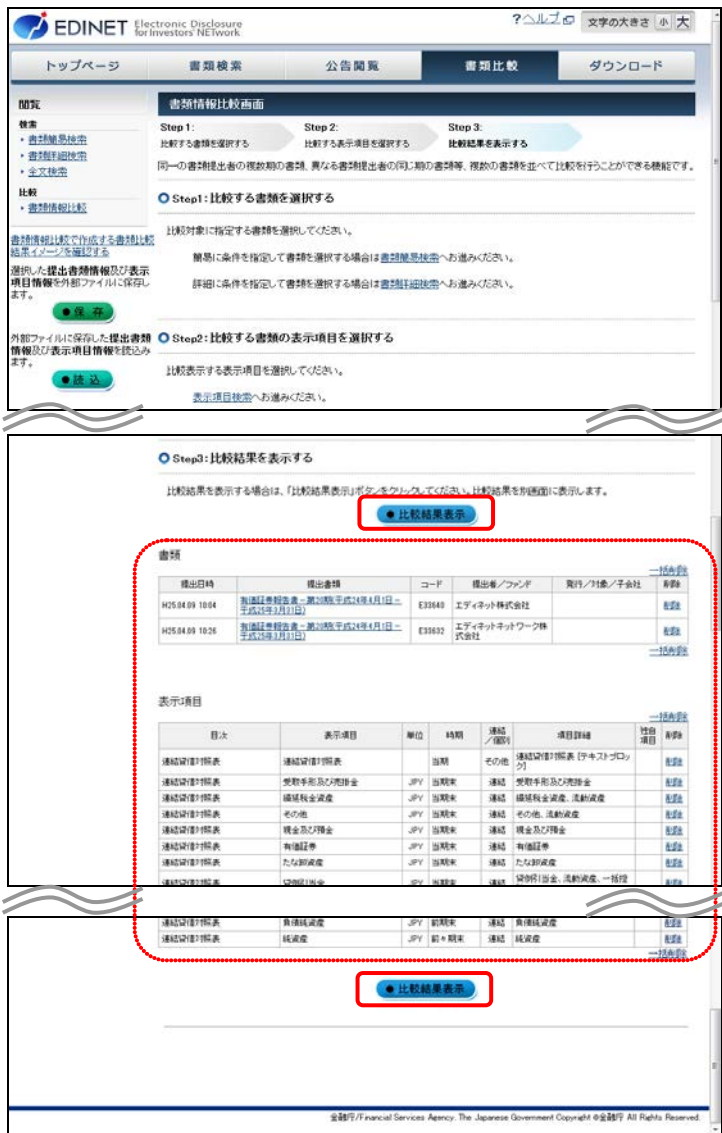 EDINET Electronic Disclosure
for Investors' NETwork
?ヘルプ 文字の大きさ 小 大
トップページ 書類検索 公告閲覧 書類比較 ダウンロード
閲覧
検索
・書類簡易検索
・書類詳細検索
・全文検索
比較
・書類情報比較
書類情報比較で作成する書類比較
結果イメージを確認する
選択した提出書類情報及び表示
項目情報を外部ファイルに保存し
ます。
●保 存
外部ファイルに保存した提出書類
情報及び表示項目情報を読込み
ます。
●読 込
書類情報比較画面
Step 1: Step 2: Step 3:
比較する書類を選択する 比較する表示項目を選択する 比較結果を表示する
同一の書類提出者の複数期の書類、異なる書類提出者の同じ期の書類等、複数の書類を並べて比較を行うことができる機能です。
Step1:比較する書類を選択する
比較対象に指定する書類を選択してください。
簡易に条件を指定して書類を選択する場合は書類簡易検索へお進みください。
詳細に条件を指定して書類を選択する場合は書類詳細検索へお進みください。
Step2:比較する書類の表示項目を選択する
比較表示する表示項目を選択してください。
表示項目検索へお進みください。
Step3:比較結果を表示する
比較結果を表示する場合は、「比較結果表示」ボタンをクリックしてください。比較結果を別画面に表示します。
●比較結果表示
書類
一括削除
提出日時 提出書類 コード 提出者/ファンド 発行/対象/子会社 削除
H25.04.09 10:04 有価証券報告書-第20期(平成24年4月1日-
平成25年3月31日) E33640 エディネット株式会社 削除
H25.04.09 10:26 有価証券報告書-第20期(平成24年4月1日-
平成25年3月31日) E33632 エディネットネットワーク株
式会社 削除
一括削除
表示項目
一括削除
目次 表示項目 単位 時期 連結
/個別 項目詳細 独自
項目 削除
連結貸借対照表 連結貸借対照表 当期 その他 連結貸借対照表 [テキストブロッ
ク] 削除
連結貸借対照表 受取手形及び売掛金 JPY 当期末 連結 受取手形及び売掛金 削除
連結貸借対照表 繰延税金資産 JPY 当期末 連結 繰延税金資産、流動資産 削除
連結貸借対照表 その他 JPY 当期末 連結 その他、流動資産 削除
連結貸借対照表 現金及び預金 JPY 当期末 連結 現金及び預金 削除
連結貸借対照表 有価証券 JPY 当期末 連結 有価証券 削除
連結貸借対照表 たな卸資産 JPY 当期末 連結 たな卸資産 削除
連結貸借対照表 貸倒引当金 JPY 当期末 連結 貸倒引当金、流動資産、一括控 削除
連結貸借対照表 負債純資産 JPY 前期末 連結 負債純資産 削除
連結貸借対照表 純資産 JPY 前々期末 連結 純資産 削除
一括削除
●比較結果表示
金融庁/Financial Services Agency. The Japanese Government Copyright ©金融庁 All Rights Reserved.